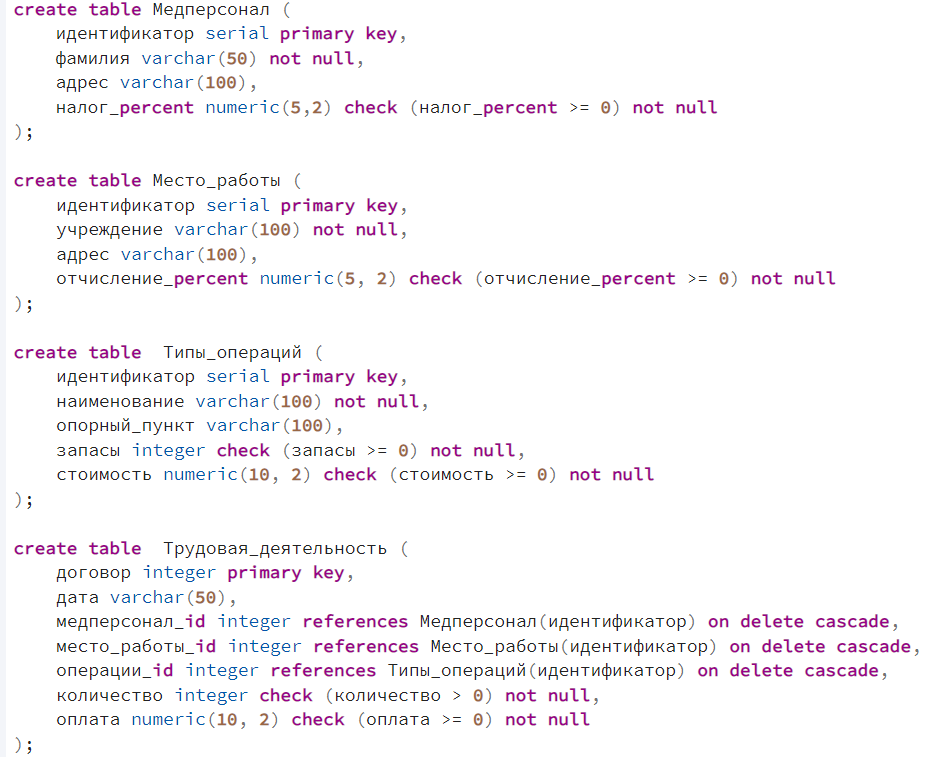 create table Медперсонал (
    идентификатор serial primary key,
    фамилия varchar(50) not null,
    адрес varchar(100),
    налог_percent numeric(5,2) check (налог_percent >= 0) not null
);

create table Место_работы (
    идентификатор serial primary key,
    учреждение varchar(100) not null,
    адрес varchar(100),
    отчисление_percent numeric(5, 2) check (отчисление_percent >= 0) not null
);

create table  Типы_операций (
    идентификатор serial primary key,
    наименование varchar(100) not null,
    опорный_пункт varchar(100),
    запасы integer check (запасы >= 0) not null,
    стоимость numeric(10, 2) check (стоимость >= 0) not null
);

create table  Трудовая_деятельность (
    договор integer primary key,
    дата varchar(50),
    медперсонал_id integer references Медперсонал(идентификатор) on delete cascade,
    место_работы_id integer references Место_работы(идентификатор) on delete cascade,
    операции_id integer references Типы_операций(идентификатор) on delete cascade,
    количество integer check (количество > 0) not null,
    оплата numeric(10, 2) check (оплата >= 0) not null
);